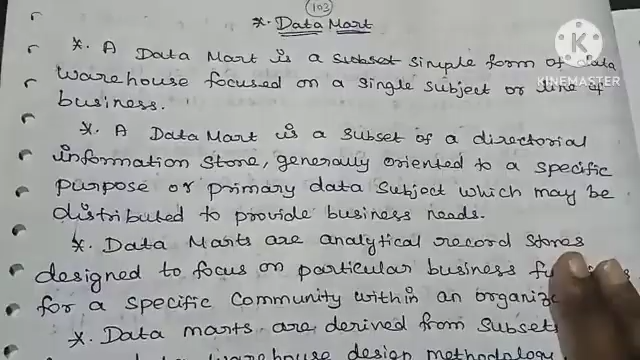 103
*. Data Mart
*. A Data Mart is a subset simple form of data
warehouse focused on a single subject or line of
business.
*. A Data Mart is a subset of a directorial
information store, generally oriented to a specific
purpose or primary data subject which may be
distributed to provide business needs.
*. Data Marts are analytical record stores
designed to focus on particular business
for a specific community within an
*. Data marts are derived from subsets
warehouse design methodology
KINEMASTER